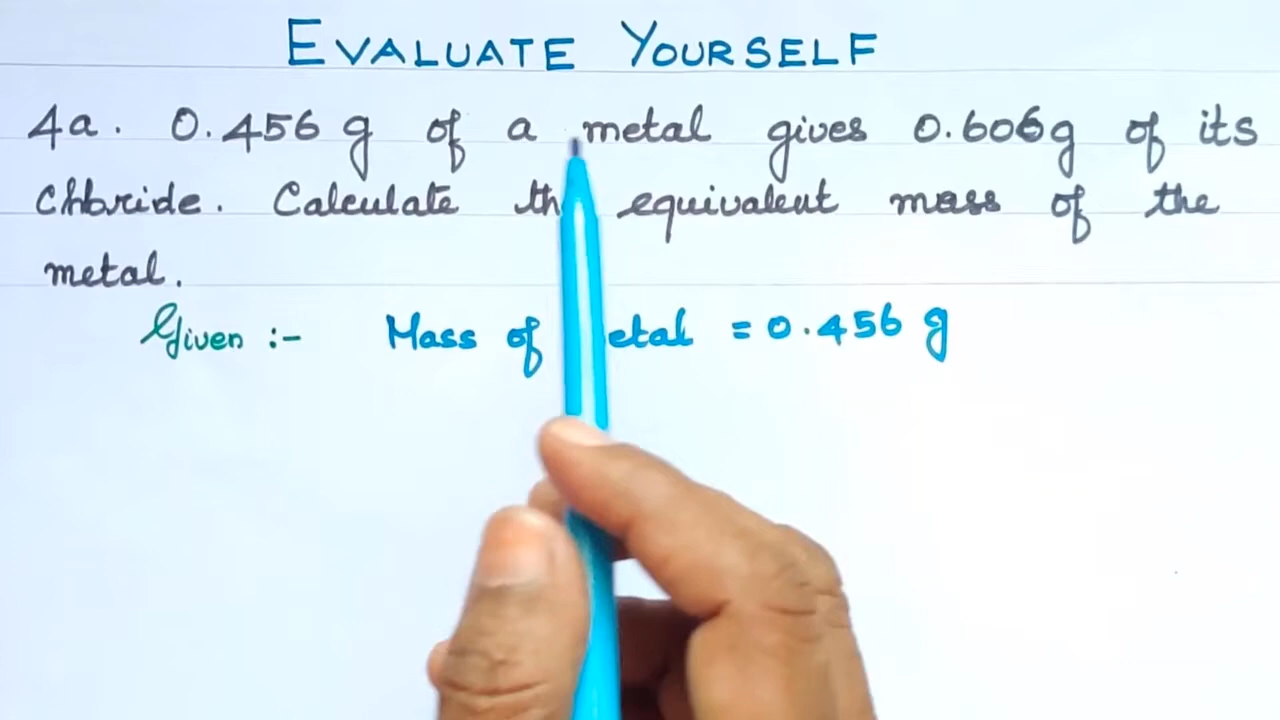 EVALUATE YOURSELF
4a. 0.456 g of a metal gives 0.606g of its
chloride. Calculate th equivalent mass of the
metal.
Given :- Mass of etal = 0.456 g